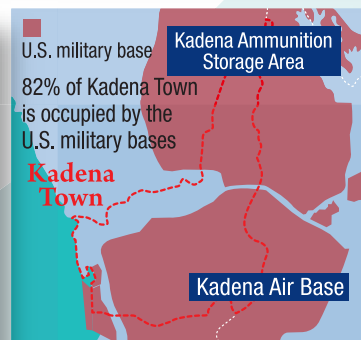 U.S. military base
82% of Kadena Town
is occupied by the
U.S. military bases
Kadena Ammunition
Storage Area
Kadena
Town
Kadena Air Base